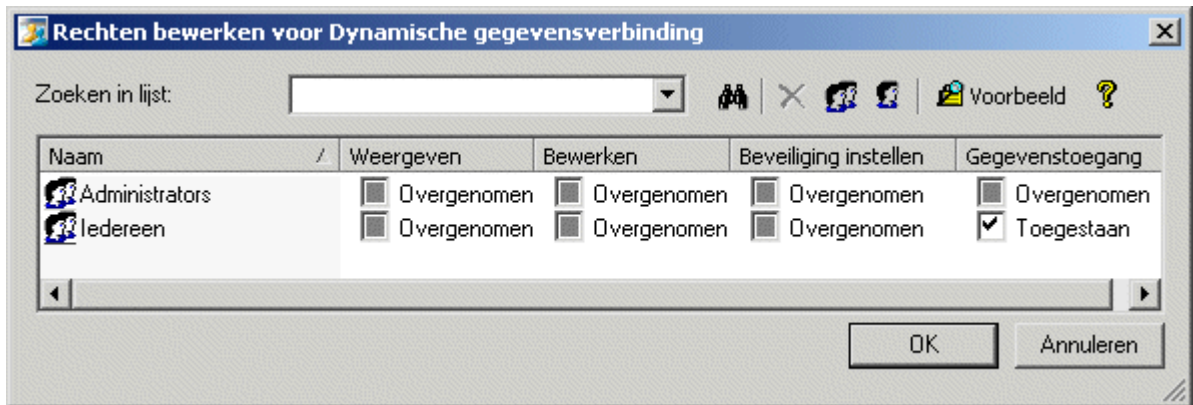 Rechten bewerken voor Dynamische gegevensverbinding
Zoeken in lijst: Voorbeeld
Naam Weergeven Bewerken Beveiliging instellen Gegevenstoegang
Administrators Overgenomen Overgenomen Overgenomen Overgenomen
Iedereen Overgenomen Overgenomen Overgenomen Toegestaan
OK Annuleren